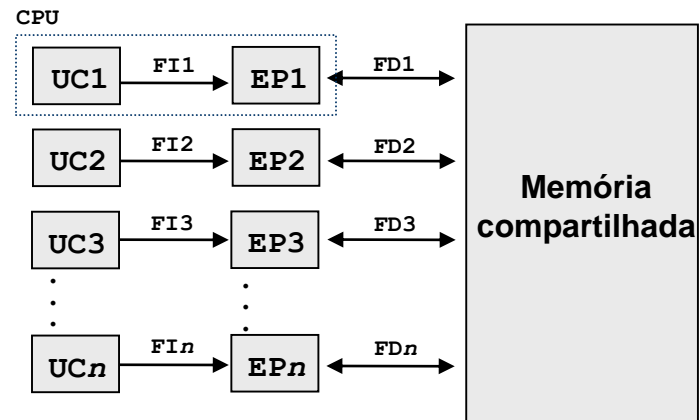 CPU
UC1 FI1 EP1 FD1
UC2 FI2 EP2 FD2
UC3 FI3 EP3 FD3
UCn FIn EPn FDn
Memória
compartilhada